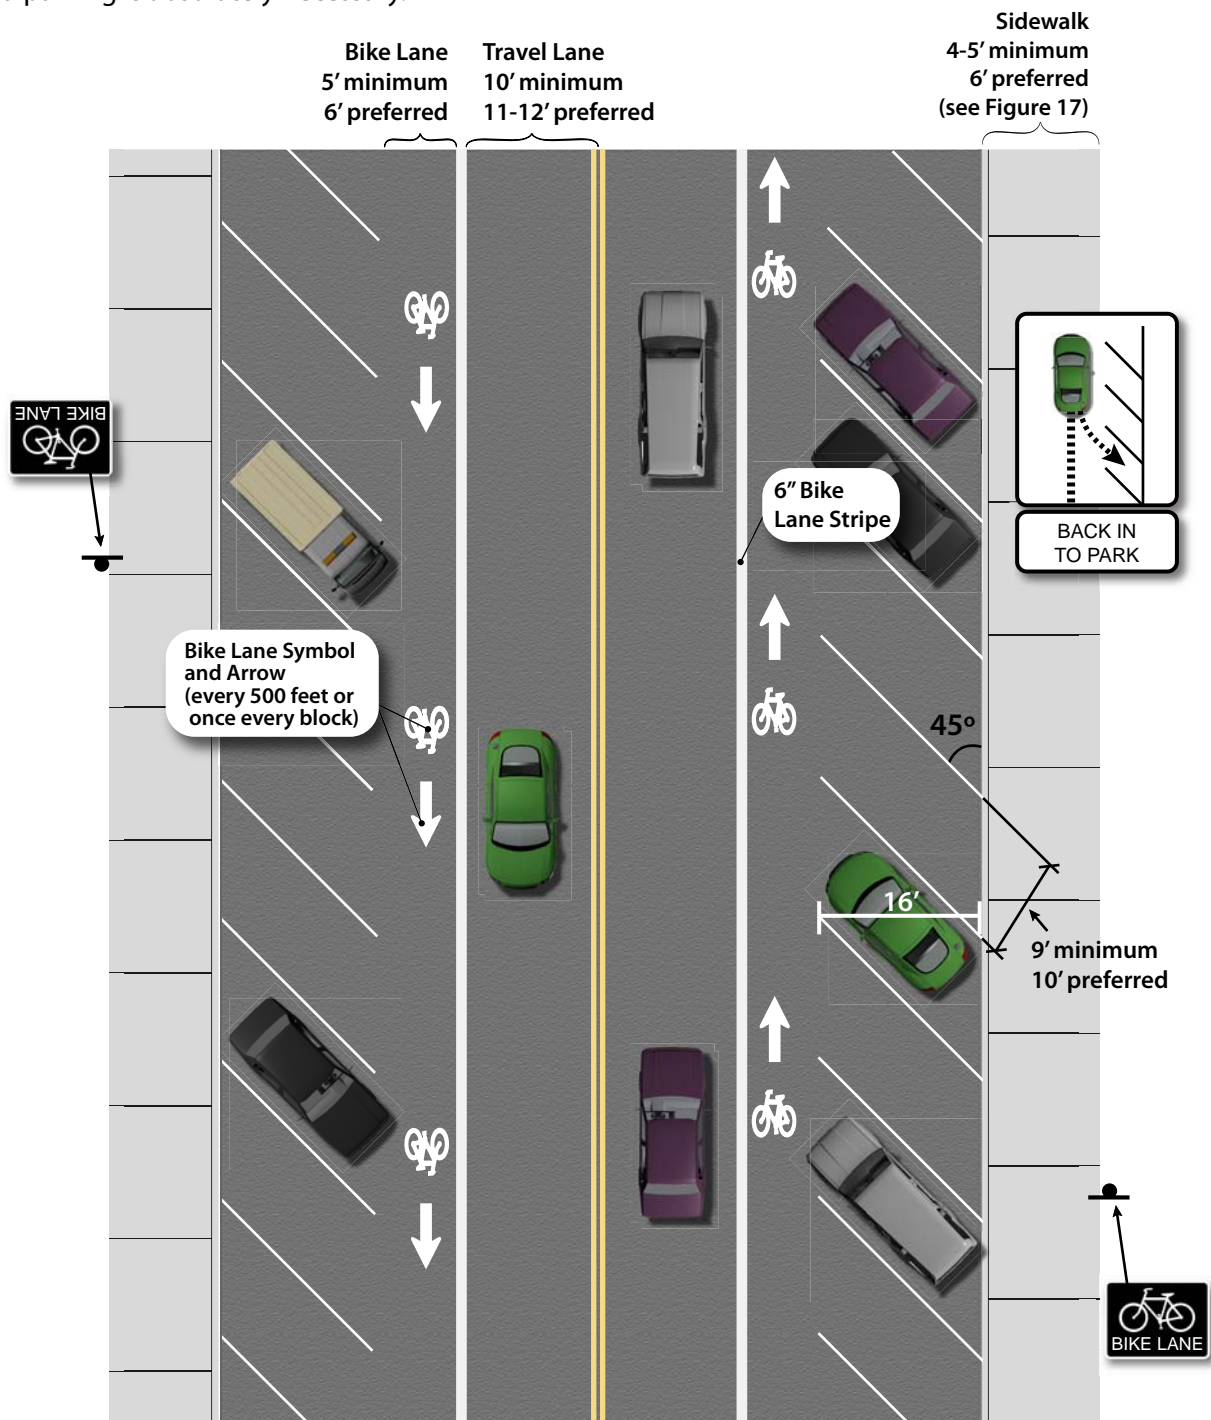 Bike Lane
5’ minimum
6’ preferred
Travel Lane
10’ minimum
11-12’ preferred
Sidewalk
4-5’ minimum
6’ preferred
(see Figure 17)
BIKE LANE
6” Bike
Lane Stripe
BACK IN
TO PARK
Bike Lane Symbol
and Arrow
(every 500 feet or
once every block)
45º
16’
9’ minimum
10’ preferred
BIKE LANE